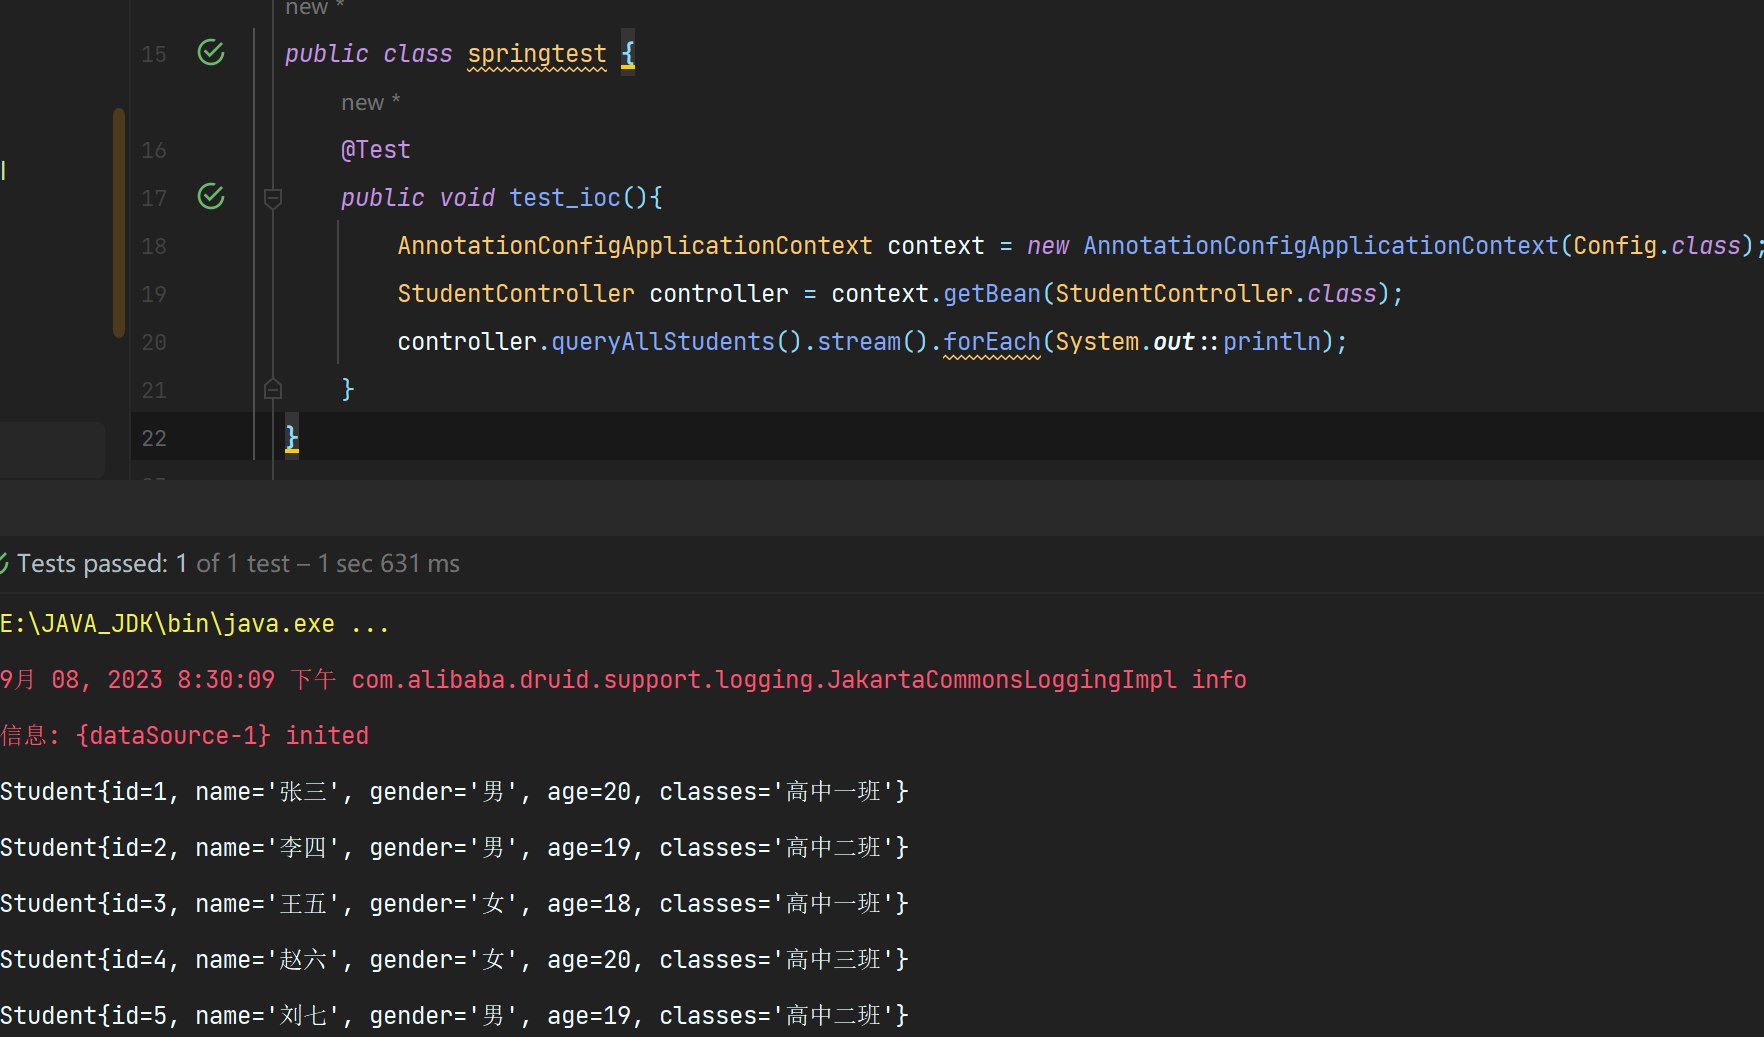 new *
15 public class springtest {
new *
16 @Test
17 public void test_ioc(){
18 AnnotationConfigApplicationContext context = new AnnotationConfigApplicationContext(Config.class);
19 StudentController controller = context.getBean(StudentController.class);
20 controller.queryAllStudents().stream().forEach(System.out::println);
21 }
22 }
Tests passed: 1 of 1 test – 1 sec 631 ms
E:\JAVA_JDK\bin\java.exe ...
9月 08, 2023 8:30:09 下午 com.alibaba.druid.support.logging.JakartaCommonsLoggingImpl info
信息: {dataSource-1} inited
Student{id=1, name='张三', gender='男', age=20, classes='高中一班'}
Student{id=2, name='李四', gender='男', age=19, classes='高中二班'}
Student{id=3, name='王五', gender='女', age=18, classes='高中一班'}
Student{id=4, name='赵六', gender='女', age=20, classes='高中三班'}
Student{id=5, name='刘七', gender='男', age=19, classes='高中二班'}